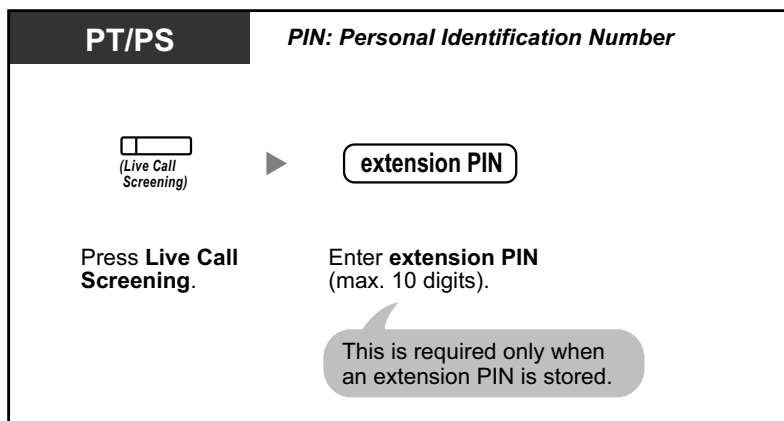 PT/PS
PIN: Personal Identification Number
(Live Call
Screening)
extension PIN
Press Live Call
Screening.
Enter extension PIN
(max. 10 digits).
This is required only when
an extension PIN is stored.